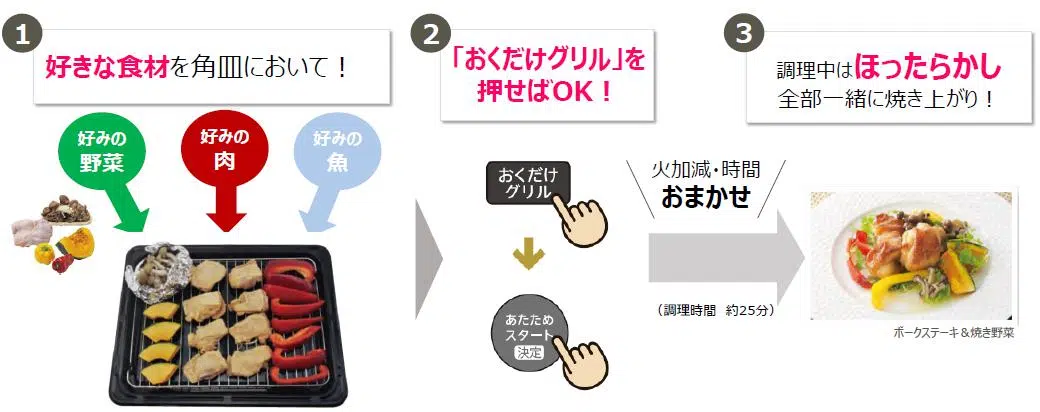 1
好きな食材を角皿において！
好みの
野菜
好みの
肉
好みの
魚
2
「おくだけグリル」を
押せばOK！
おくだけ
グリル
あたため
スタート
決定
3
調理中はほったらかし
全部一緒に焼き上がり！
火加減・時間
おまかせ
（調理時間 約25分）
ポークステーキ＆焼き野菜